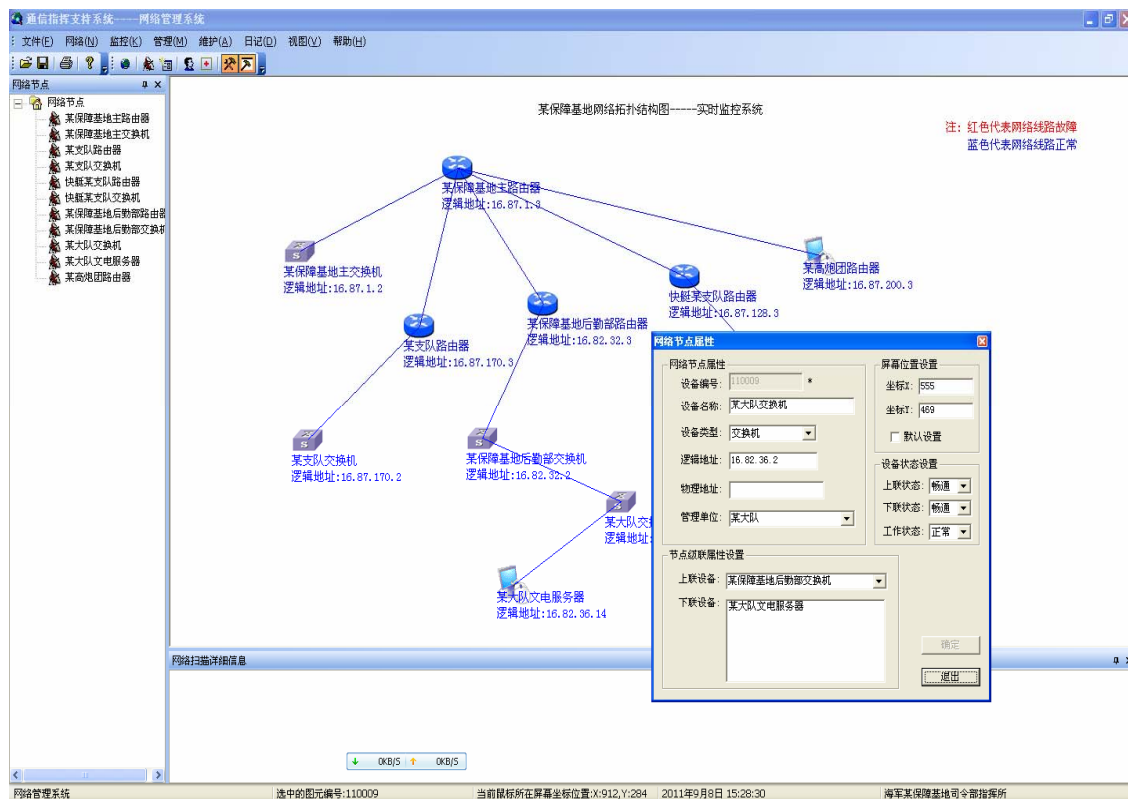 通信指挥支持系统----网络管理系统
文件(F) 网络(N) 监控(K) 管理(M) 维护(A) 日记(D) 视图(V) 帮助(H)
网络节点
网络节点
某保障基地主路由器
某保障基地主交换机
某支队路由器
某支队交换机
快艇某支队路由器
快艇某支队交换机
某保障基地后勤部路由器
某保障基地后勤部交换机
某大队交换机
某大队文电服务器
某高炮团路由器
某保障基地网络拓扑结构图-----实时监控系统
注: 红色代表网络线路故障
蓝色代表网络线路正常
某保障基地主路由器
逻辑地址:16.87.1.3
某保障基地主交换机
逻辑地址:16.87.1.2
某高炮团路由器
逻辑地址:16.87.200.3
快艇某支队路由器
逻辑地址:16.87.128.3
某保障基地后勤部路由器
逻辑地址:16.82.32.3
某支队路由器
逻辑地址:16.87.170.3
某支队交换机
逻辑地址:16.87.170.2
某保障基地后勤部交换机
逻辑地址:16.82.32.2
某大队交换
逻辑地址:
某大队文电服务器
逻辑地址:16.82.36.14
网络节点属性
网络节点属性
设备编号: 110009 *
设备名称: 某大队交换机
设备类型: 交换机
逻辑地址: 16.82.36.2
物理地址:
管理单位: 某大队
屏幕位置设置
坐标X: 555
坐标Y: 469
默认设置
设备状态设置
上联状态: 畅通
下联状态: 畅通
工作状态: 正常
节点级联属性设置
上联设备: 某保障基地后勤部交换机
下联设备: 某大队文电服务器
确定
退出
网络扫描详细信息
0KB/S 0KB/S
网络管理系统 选中的图元编号:110009 当前鼠标所在屏幕坐标位置:X:912,Y:284 2011年9月8日 15:28:30 海军某保障基地司令部指挥所